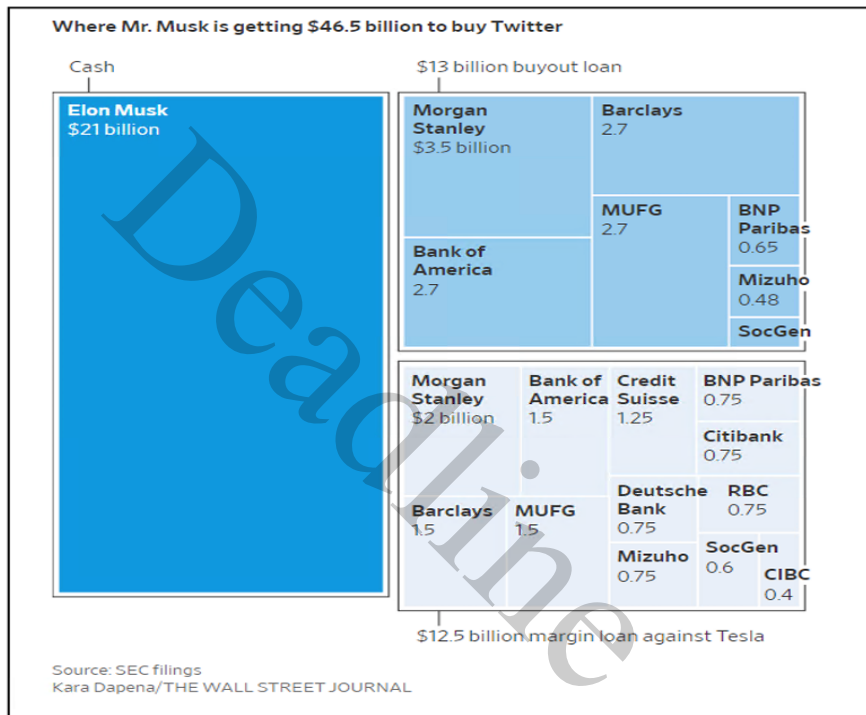 Where Mr. Musk is getting $46.5 billion to buy Twitter
Cash
$13 billion buyout loan
Elon Musk
$21 billion
Morgan
Stanley
$3.5 billion
Barclays
2.7
Bank of
America
2.7
MUFG
2.7
BNP
Paribas
0.65
Mizuho
0.48
SocGen
Morgan
Stanley
$2 billion
Bank of
America
1.5
Credit
Suisse
1.25
BNP Paribas
0.75
Citibank
0.75
Barclays
1.5
MUFG
1.5
Deutsche
Bank
0.75
RBC
0.75
Mizuho
0.75
SocGen
0.6
CIBC
0.4
$12.5 billion margin loan against Tesla
Source: SEC filings
Kara Dapena/THE WALL STREET JOURNAL
Deadline